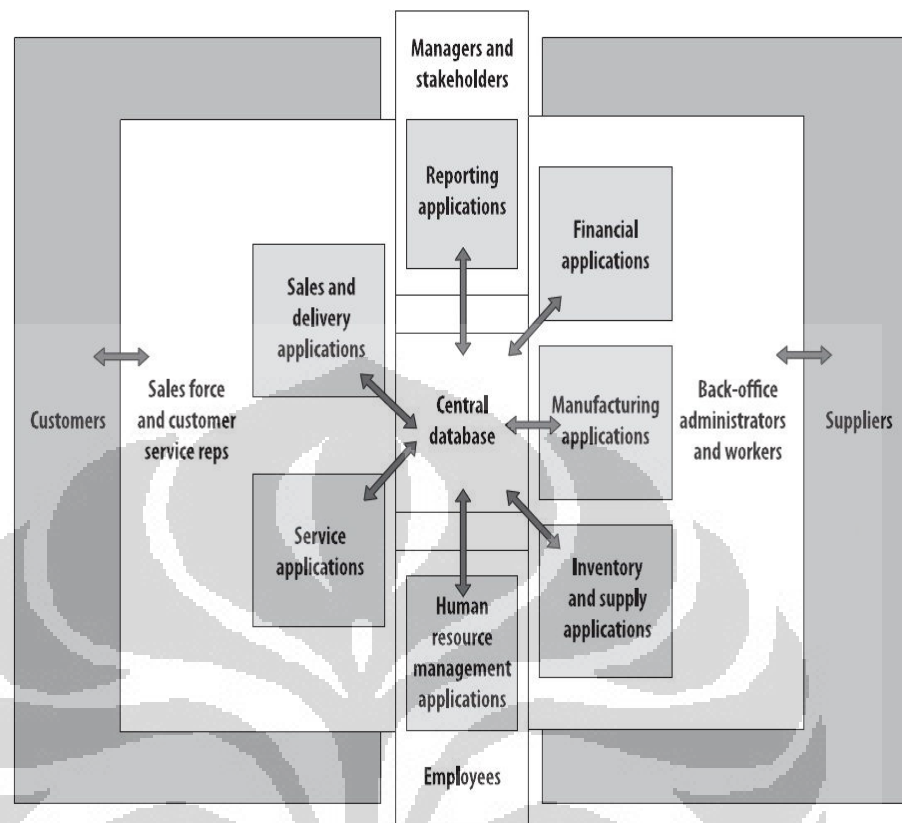 Managers and
stakeholders
Reporting
applications
Financial
applications
Sales and
delivery
applications
Customers
Sales force
and customer
service reps
Central
database
Manufacturing
applications
Back-office
administrators
and workers
Suppliers
Service
applications
Inventory
and supply
applications
Human
resource
management
applications
Employees